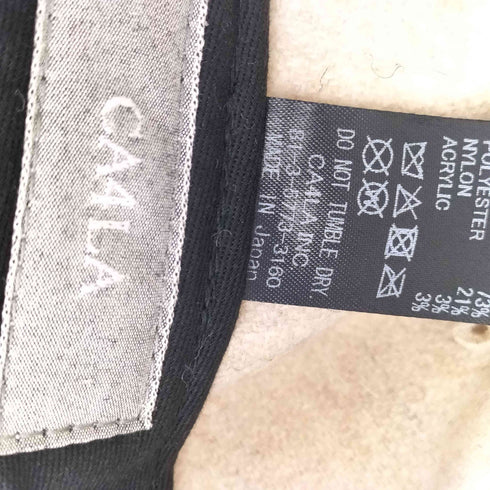 CA4LA
73%
POLYESTER 21%
NYLON 3%
ACRYLIC 3%
DO NOT TUMBLE DRY.
CA4LA INC
81-3-5773-3160
MADE IN Japan